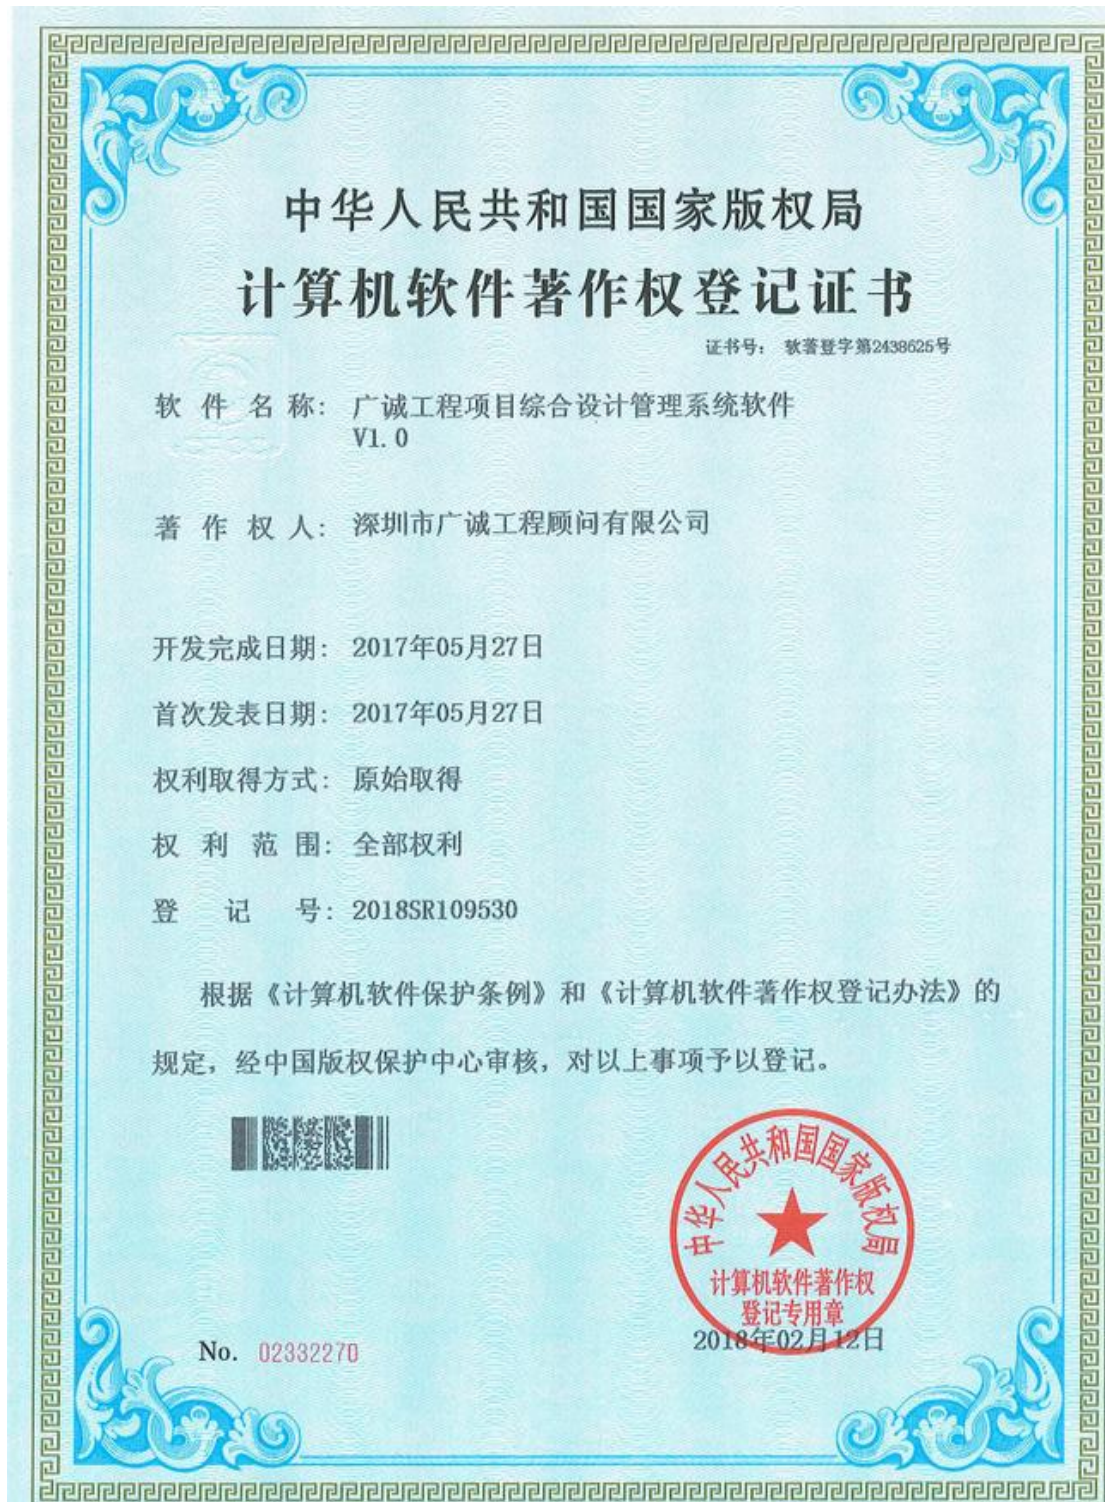 中华人民共和国国家版权局
计算机软件著作权登记证书
证书号： 软著登字第2438625号
软件名称： 广诚工程项目综合设计管理系统软件
V1.0
著作权人： 深圳市广诚工程顾问有限公司
开发完成日期： 2017年05月27日
首次发表日期： 2017年05月27日
权利取得方式： 原始取得
权利范围： 全部权利
登记号： 2018SR109530
根据《计算机软件保护条例》和《计算机软件著作权登记办法》的
规定，经中国版权保护中心审核，对以上事项予以登记。
中华人民共和国国家版权局
计算机软件著作权
登记专用章
2018年02月12日
No. 02332270